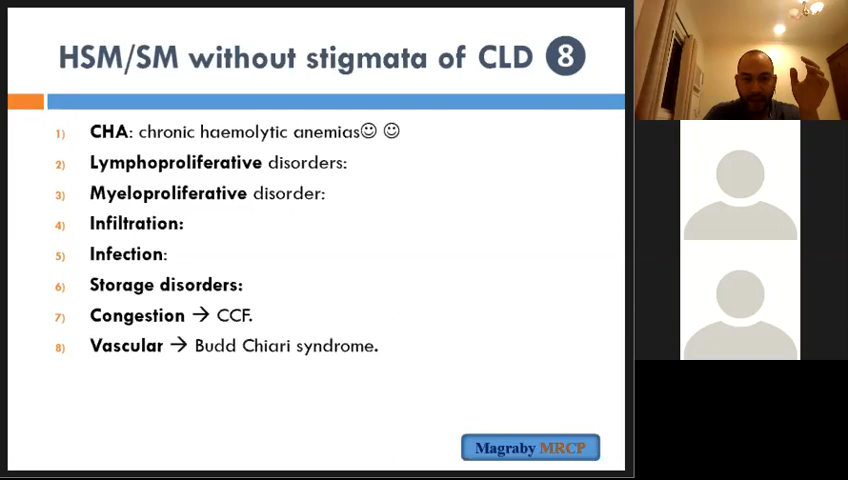 HSM/SM without stigmata of CLD 8
1) CHA: chronic haemolytic anemias☺ ☺
2) Lymphoproliferative disorders:
3) Myeloproliferative disorder:
4) Infiltration:
5) Infection:
6) Storage disorders:
7) Congestion → CCF.
8) Vascular → Budd Chiari syndrome.
Magraby MRCP